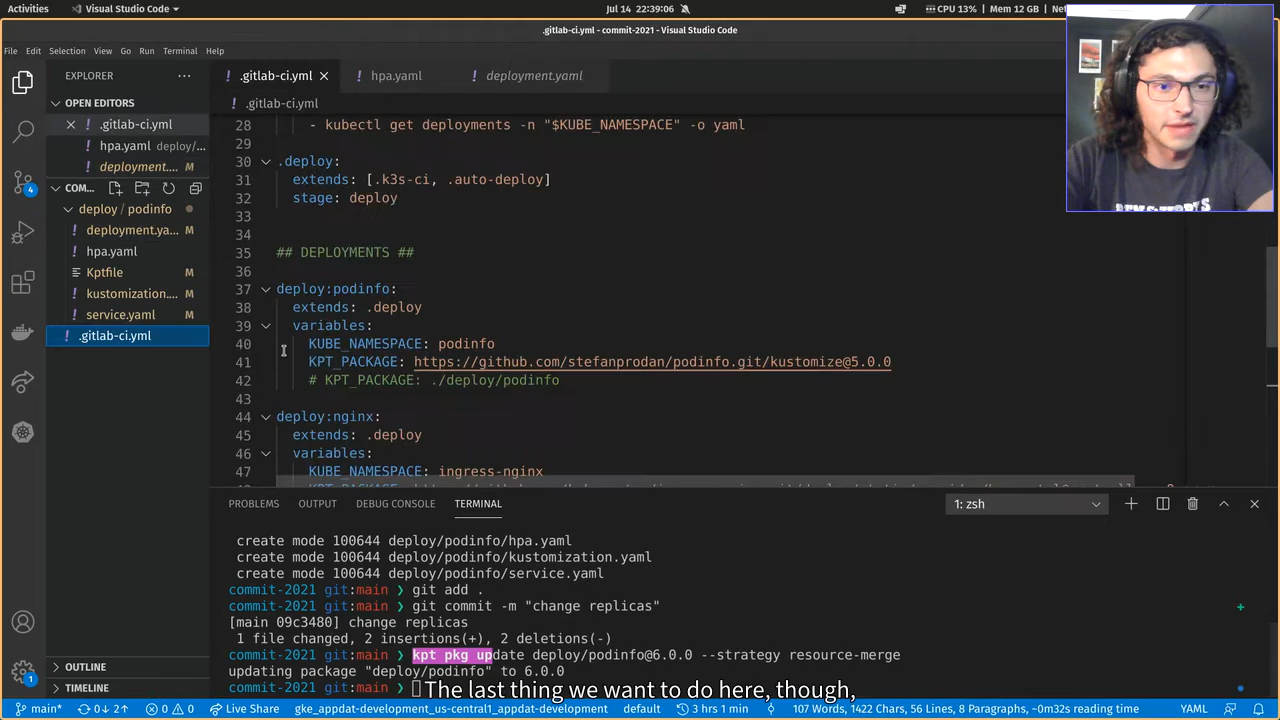 Activities
Visual Studio Code
Jul 14 22:39:06
CPU 13% | Mem 12 GB |
.gitlab-ci.yml - commit-2021 - Visual Studio Code
File Edit Selection View Go Run Terminal Help
EXPLORER
.gitlab-ci.yml
hpa.yaml
deployment.yaml
OPEN EDITORS
.gitlab-ci.yml
.gitlab-ci.yml
hpa.yaml deploy/...
deployment.... M
COM...
deploy / podinfo
deployment.ya... M
hpa.yaml
Kptfile M
kustomization.... M
service.yaml M
.gitlab-ci.yml
28 - kubectl get deployments -n "$KUBE_NAMESPACE" -o yaml
29
30 .deploy:
31 extends: [.k3s-ci, .auto-deploy]
32 stage: deploy
33
34
35 ## DEPLOYMENTS ##
36
37 deploy:podinfo:
38 extends: .deploy
39 variables:
40 KUBE_NAMESPACE: podinfo
41 KPT_PACKAGE: https://github.com/stefanprodan/podinfo.git/kustomize@5.0.0
42 # KPT_PACKAGE: ./deploy/podinfo
43
44 deploy:nginx:
45 extends: .deploy
46 variables:
47 KUBE_NAMESPACE: ingress-nginx
PROBLEMS OUTPUT DEBUG CONSOLE TERMINAL
1: zsh
create mode 100644 deploy/podinfo/hpa.yaml
create mode 100644 deploy/podinfo/kustomization.yaml
create mode 100644 deploy/podinfo/service.yaml
commit-2021 git:main ❯ git add .
commit-2021 git:main ❯ git commit -m "change replicas"
[main 09c3480] change replicas
1 file changed, 2 insertions(+), 2 deletions(-)
commit-2021 git:main ❯ kpt pkg update deploy/podinfo@6.0.0 --strategy resource-merge
updating package "deploy/podinfo" to 6.0.0
commit-2021 git:main ❯
The last thing we want to do here, though,
OUTLINE
TIMELINE
4
1
main* 0↓ 2↑ 0 0 Live Share gke_appdat-development_us-central1_appdat-development default 3 hrs 1 min 107 Words, 1422 Chars, 56 Lines, 8 Paragraphs, ~0m32s reading time YAML